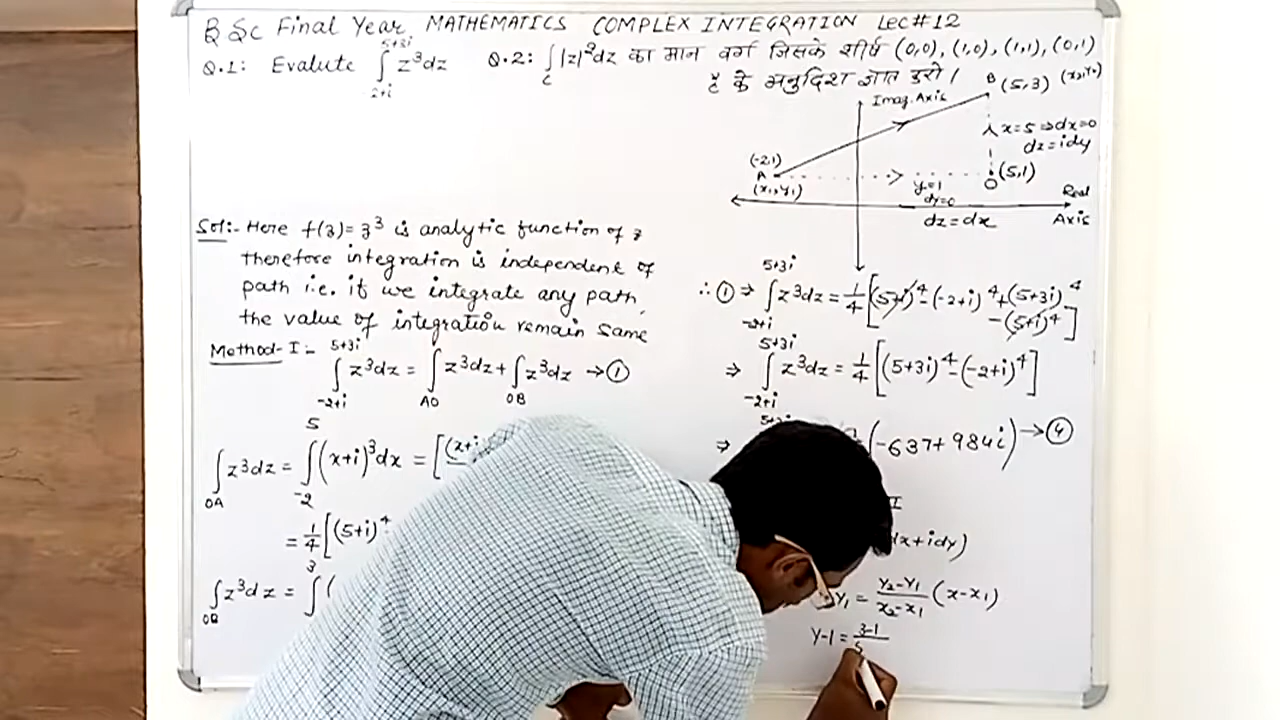 B Sc Final Year MATHEMATICS COMPLEX INTEGRATION Lec#12
Q.1: Evalute ∫_{-2+i}^{5+3i} z³dz Q.2: ∫_C |z|²dz का मान वर्ग जिसके शीर्ष (0,0), (1,0), (1,1), (0,1)
है के अनुदिश ज्ञात करो।
Imag. Axis
B (5,3) (x₂,y₂)
x=5 ⇒dx=0
dz=idy
(-2,1)
A
(x₁,y₁)
(5,1)
O
y=1
dy=0
dz=dx
Real
Axis
Sol:- Here f(z)=z³ is analytic function of z
therefore integration is independent of
path i.e. if we integrate any path,
the value of integration remain same
Method-I:-
∫_{-2+i}^{5+3i} z³dz = ∫_{AO} z³dz + ∫_{OB} z³dz →①
∫_{OA} z³dz = ∫_{-2}^{5} (x+i)³dx = [(x+i
= 1/4 [(5+i)⁴
∫_{OB} z³dz = ∫^{3} (
∴ ① ⇒ ∫_{-2+i}^{5+3i} z³dz = 1/4 [(5+i)⁴-(-2+i)⁴+(5+3i)⁴
-(5+i)⁴]
⇒ ∫_{-2+i}^{5+3i} z³dz = 1/4 [(5+3i)⁴-(-2+i)⁴]
⇒ (-637+984i) →④
I
dx+idy)
y₁ = (y₂-y₁)/(x₂-x₁) (x-x₁)
y-1 = (3-1)/5